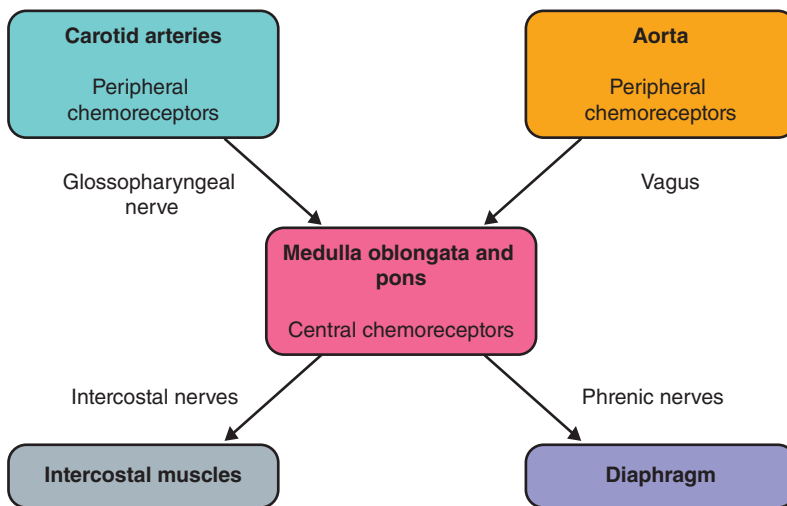 Carotid arteries
Peripheral
chemoreceptors
Aorta
Peripheral
chemoreceptors
Glossopharyngeal
nerve
Vagus
Medulla oblongata and
pons
Central chemoreceptors
Intercostal nerves
Phrenic nerves
Intercostal muscles
Diaphragm